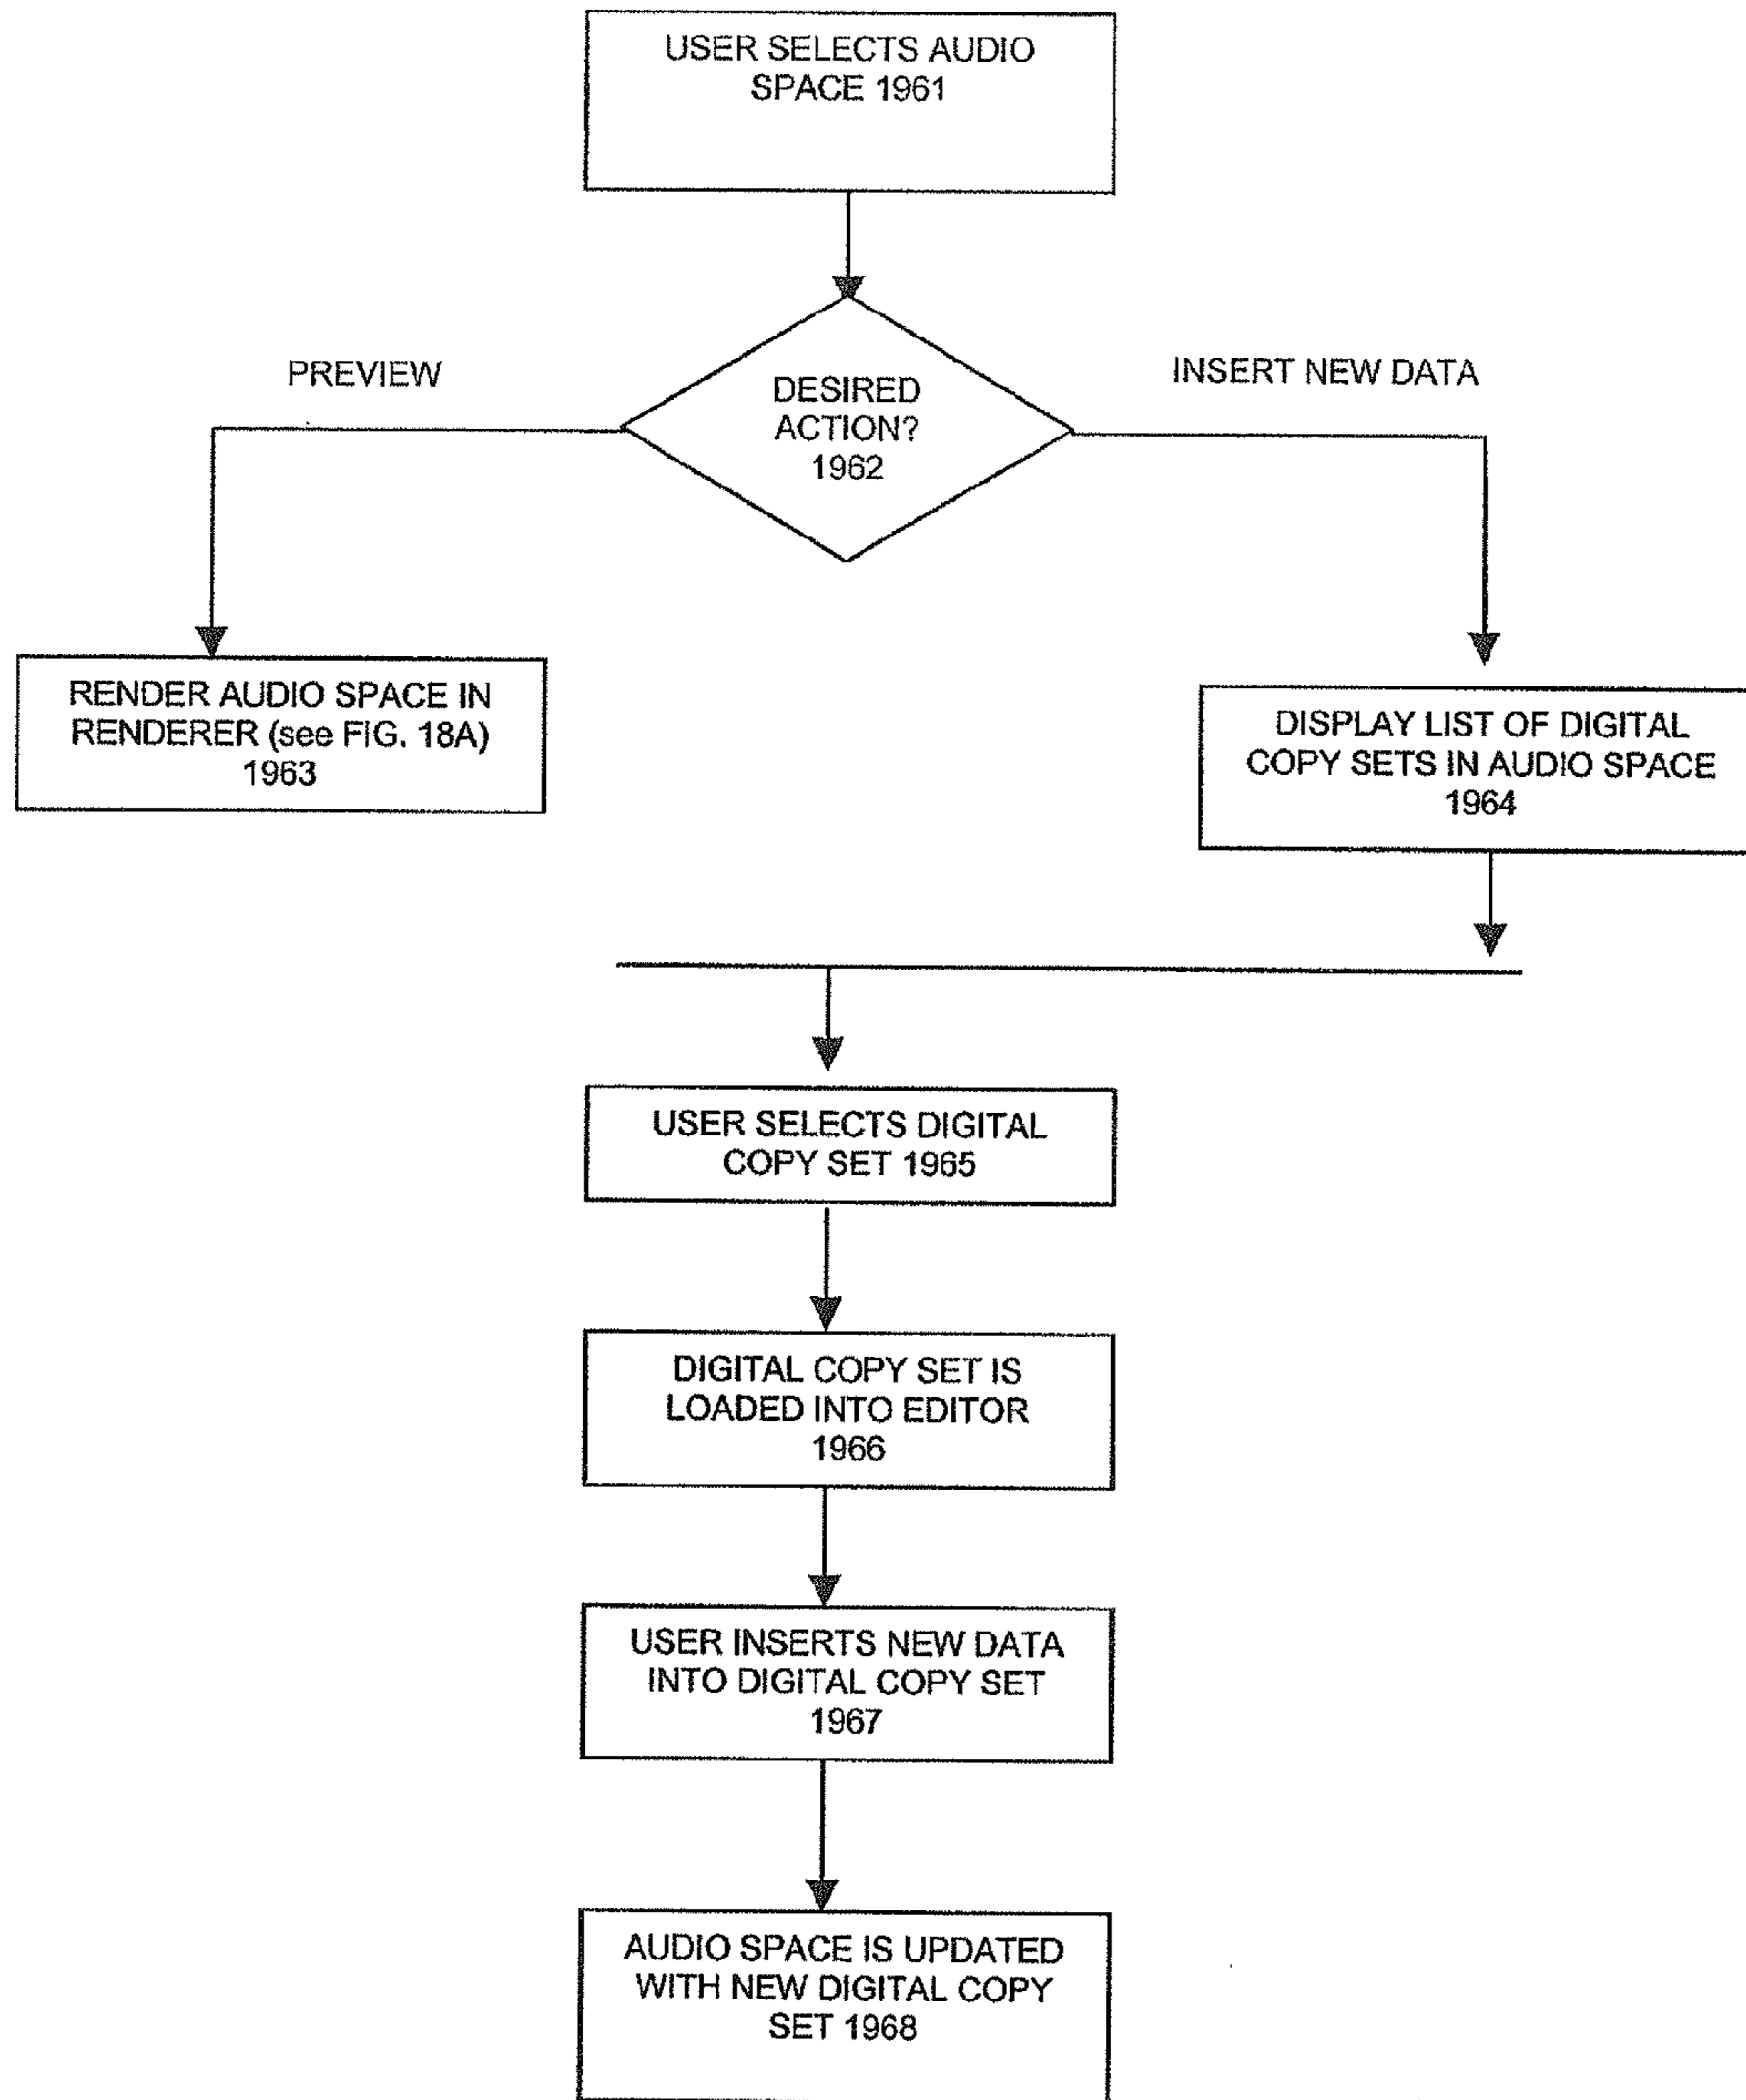 USER SELECTS AUDIO
SPACE 1961
PREVIEW
DESIRED
ACTION?
1962
INSERT NEW DATA
RENDER AUDIO SPACE IN
RENDERER (see FIG. 18A)
1963
DISPLAY LIST OF DIGITAL
COPY SETS IN AUDIO SPACE
1964
USER SELECTS DIGITAL
COPY SET 1965
DIGITAL COPY SET IS
LOADED INTO EDITOR
1966
USER INSERTS NEW DATA
INTO DIGITAL COPY SET
1967
AUDIO SPACE IS UPDATED
WITH NEW DIGITAL COPY
SET 1968